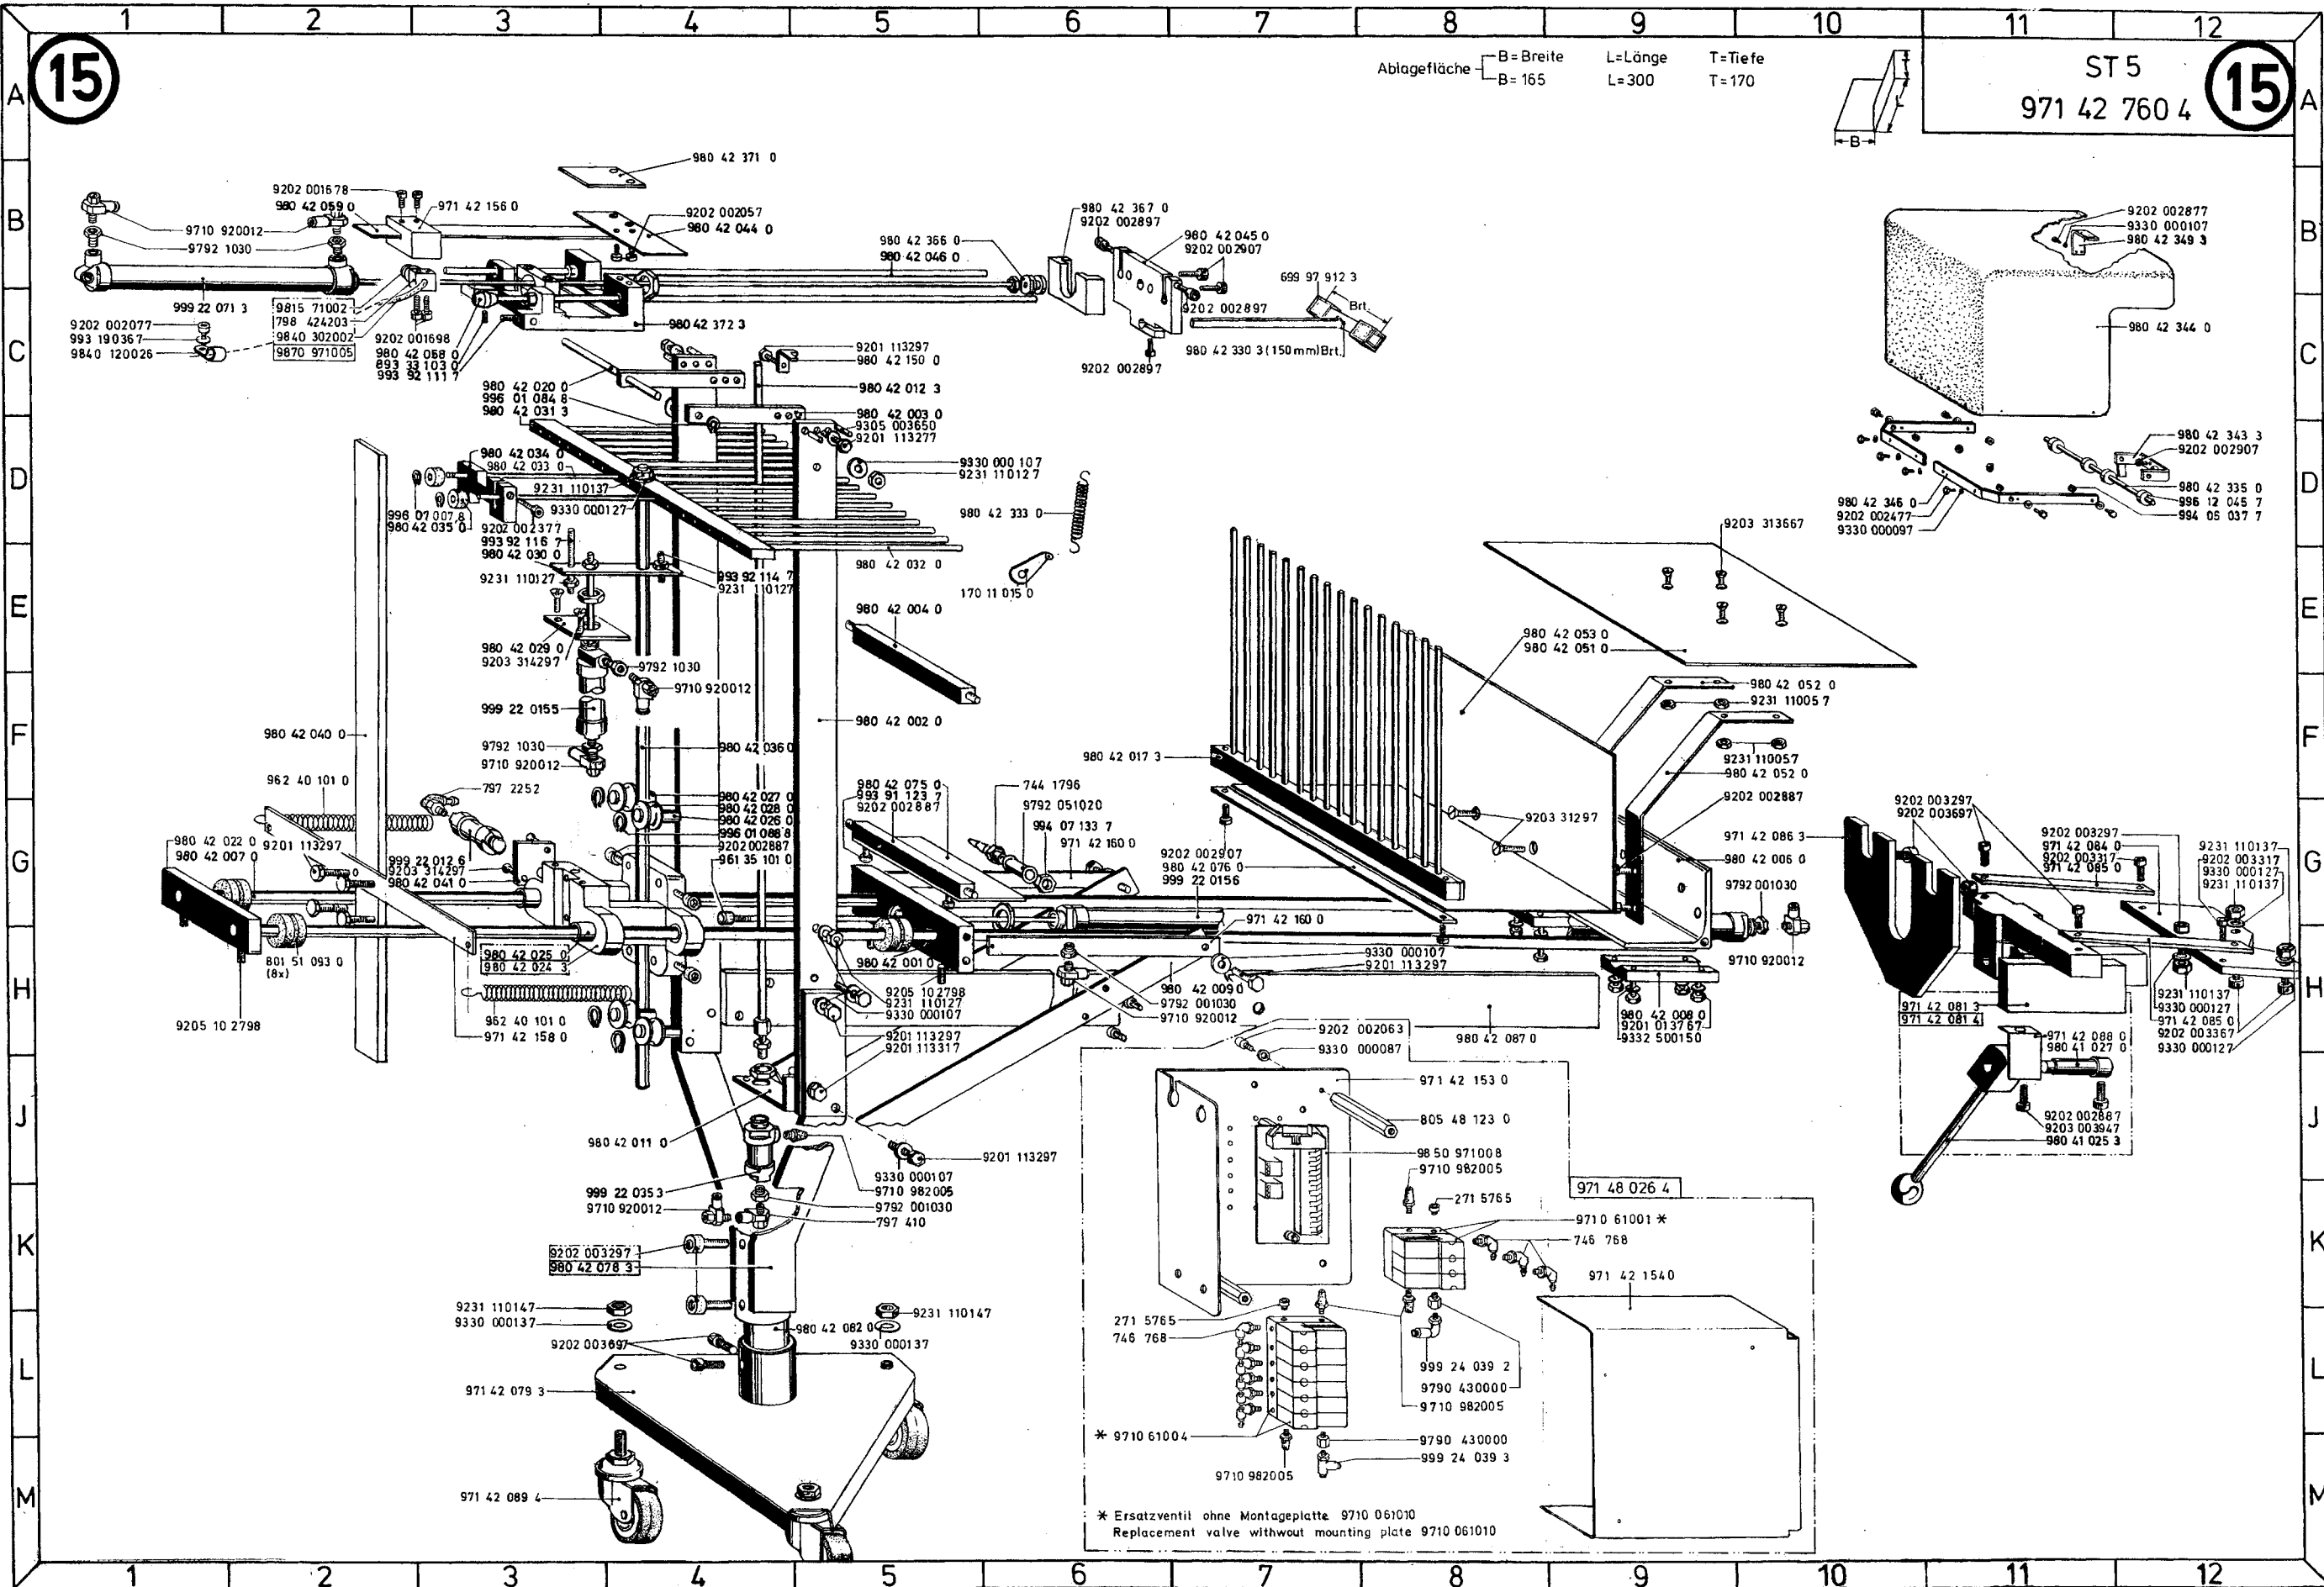 1 2 3 4 5 6 7 8 9 10 11 12
A
B
C
D
E
F
G
H
J
K
L
M
15
Ablagefläche
B=Breite L=Länge T=Tiefe
B=165 L=300 T=170
B
L
T
ST 5
971 42 760 4
15
A
B
C
D
E
F
G
H
J
K
L
M
980 42 371 0
9202 001678
980 42 059 0
971 42 156 0
9710 920012
9792 1030
9202 002057
980 42 044 0
980 42 366 0
980 42 046 0
980 42 367 0
9202 002897
980 42 045 0
9202 002907
699 97 912 3
Brt.
9202 002897
980 42 330 3 (150mm)Brt.
9202 002897
9202 002877
9330 000107
980 42 349 3
980 42 344 0
999 22 071 3
9202 002077
993 190367
9840 120026
9815 71002
798 424203
9840 302002
9870 971005
9202 001698
980 42 068 0
893 33 103 0
993 92 111 7
980 42 372 3
9201 113297
980 42 150 0
980 42 012 3
980 42 020 0
996 01 084 8
980 42 031 3
980 42 003 0
9305 003650
9201 113277
980 42 034 0
980 42 033 0
9231 110137
9330 000127
9330 000 107
9231 110127
996 07 007 8
980 42 035 0
9202 002377
993 92 116 7
980 42 030 0
980 42 333 0
980 42 032 0
170 11 015 0
980 42 343 3
9202 002907
980 42 335 0
996 12 045 7
994 05 037 7
980 42 346 0
9202 002477
9330 000097
9203 313667
9231 110127
993 92 114 7
9231 110127
980 42 029 0
9203 314297
9792 1030
9710 920012
980 42 004 0
980 42 053 0
980 42 051 0
999 22 0155
980 42 002 0
980 42 052 0
9231 11005 7
980 42 040 0
9792 1030
9710 920012
980 42 036 0
980 42 017 3
9231 110057
980 42 052 0
962 40 101 0
797 2252
980 42 027 0
980 42 028 0
980 42 026 0
996 01 088 8
9202 002887
961 35 101 0
980 42 075 0
993 91 123 7
9202 002887
744 1796
9792 051020
994 07 133 7
971 42 160 0
9202 002887
9203 31297
980 42 022 0
980 42 007 0
9201 113297
999 22 012 6
9203 314297
980 42 041 0
9202 002907
980 42 076 0
999 22 0156
971 42 160 0
971 42 086 3
980 42 006 0
9792 001030
9710 920012
9202 003297
9202 003697
9202 003297
971 42 084 0
9202 003317
971 42 085 0
9231 110137
9202 003317
9330 000127
9231 110137
801 51 093 0
(8x)
980 42 025 0
980 42 024 3
980 42 001 0
9330 000107
9201 113297
9205 10 2798
962 40 101 0
971 42 158 0
9205 10 2798
9231 110127
9330 000107
980 42 009 0
9792 001030
9710 920012
9201 113297
9201 113317
980 42 087 0
980 42 008 0
9201 013767
9332 500150
971 42 081 3
971 42 081 4
9231 110137
9330 000127
971 42 085 0
9202 003367
9330 000127
971 42 088 0
980 41 027 0
9202 002887
9203 003947
980 41 025 3
9202 002063
9330 000087
971 42 153 0
805 48 123 0
9850 971008
9710 982005
271 5765
971 48 026 4
9710 61001 *
746 768
971 42 1540
980 42 011 0
9201 113297
9330 000107
9710 982005
999 22 035 3
9710 920012
9792 001030
797 410
9202 003297
980 42 078 3
9231 110147
9330 000137
9202 003697
9231 110147
9330 000137
980 42 082 0
971 42 079 3
971 42 089 4
271 5765
746 768
999 24 039 2
9790 430000
9710 982005
* 9710 61004
9790 430000
999 24 039 3
9710 982005
* Ersatzventil ohne Montageplatte 9710 061010
Replacement valve withwout mounting plate 9710 061010
1 2 3 4 5 6 7 8 9 10 11 12